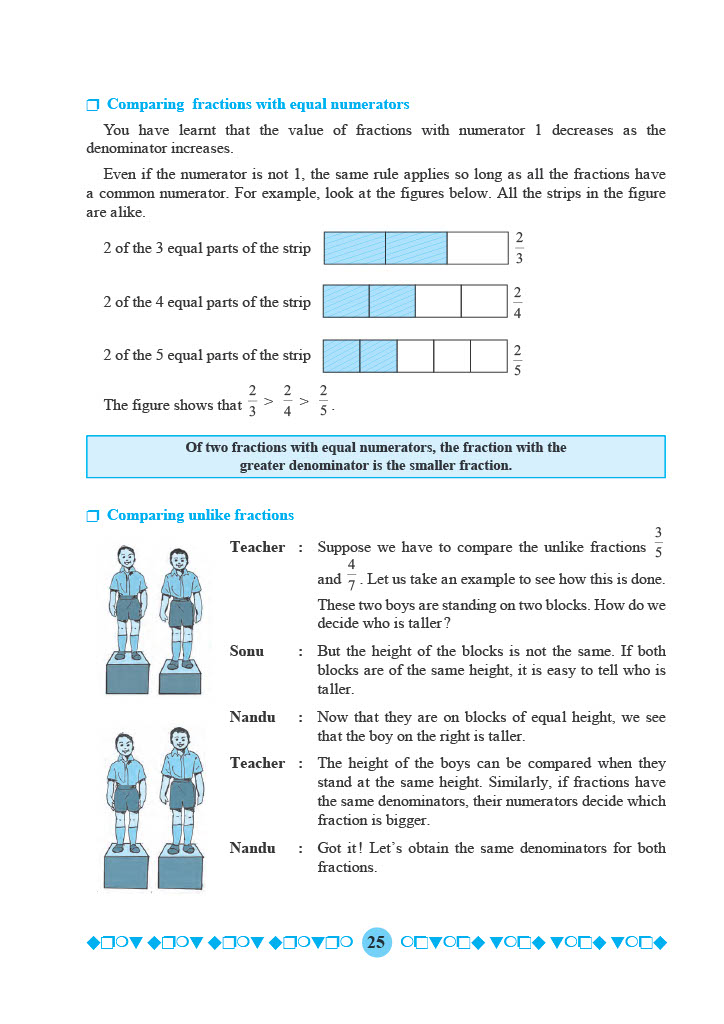 ❒ Comparing fractions with equal numerators
You have learnt that the value of fractions with numerator 1 decreases as the
denominator increases.
Even if the numerator is not 1, the same rule applies so long as all the fractions have
a common numerator. For example, look at the figures below. All the strips in the figure
are alike.
2 of the 3 equal parts of the strip 2/3
2 of the 4 equal parts of the strip 2/4
2 of the 5 equal parts of the strip 2/5
The figure shows that 2/3 > 2/4 > 2/5 .
Of two fractions with equal numerators, the fraction with the
greater denominator is the smaller fraction.
❒ Comparing unlike fractions
Teacher : Suppose we have to compare the unlike fractions 3/5
and 4/7 . Let us take an example to see how this is done.
These two boys are standing on two blocks. How do we
decide who is taller?
Sonu : But the height of the blocks is not the same. If both
blocks are of the same height, it is easy to tell who is
taller.
Nandu : Now that they are on blocks of equal height, we see
that the boy on the right is taller.
Teacher : The height of the boys can be compared when they
stand at the same height. Similarly, if fractions have
the same denominators, their numerators decide which
fraction is bigger.
Nandu : Got it! Let's obtain the same denominators for both
fractions.
25